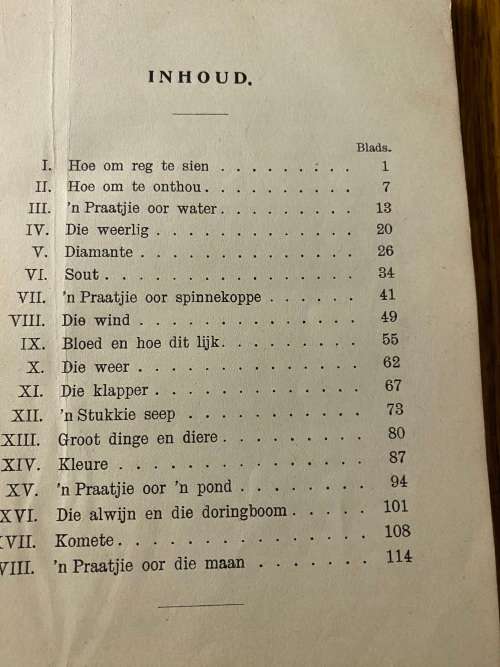 INHOUD.
Blads.
I. Hoe om reg te sien . . . . . . . . 1
II. Hoe om te onthou . . . . . . . . . 7
III. 'n Praatjie oor water . . . . . . . . 13
IV. Die weerlig . . . . . . . . . . . 20
V. Diamante . . . . . . . . . . . . 26
VI. Sout . . . . . . . . . . . . . 34
VII. 'n Praatjie oor spinnekoppe . . . . . . 41
VIII. Die wind . . . . . . . . . . . . 49
IX. Bloed en hoe dit lijk . . . . . . . . 55
X. Die weer . . . . . . . . . . . 62
XI. Die klapper . . . . . . . . . . . 67
XII. 'n Stukkie seep . . . . . . . . . . 73
XIII. Groot dinge en diere . . . . . . . . 80
XIV. Kleure . . . . . . . . . . . . . 87
XV. 'n Praatjie oor 'n pond . . . . . . . . 94
XVI. Die alwijn en die doringboom . . . . . . 101
VII. Komete . . . . . . . . . . . . . 108
VIII. 'n Praatjie oor die maan . . . . . . . 114